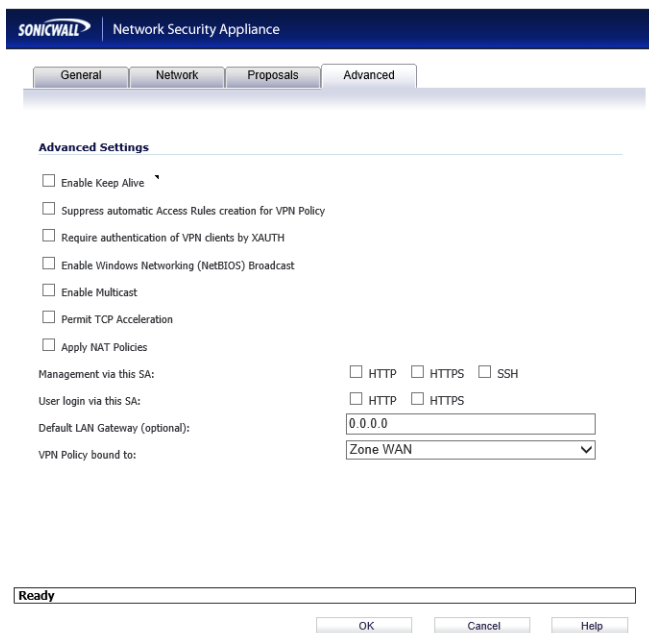 SONICWALL Network Security Appliance
General Network Proposals Advanced
Advanced Settings
Enable Keep Alive
Suppress automatic Access Rules creation for VPN Policy
Require authentication of VPN clients by XAUTH
Enable Windows Networking (NetBIOS) Broadcast
Enable Multicast
Permit TCP Acceleration
Apply NAT Policies
Management via this SA: HTTP HTTPS SSH
User login via this SA: HTTP HTTPS
Default LAN Gateway (optional): 0.0.0.0
VPN Policy bound to: Zone WAN
Ready
OK Cancel Help